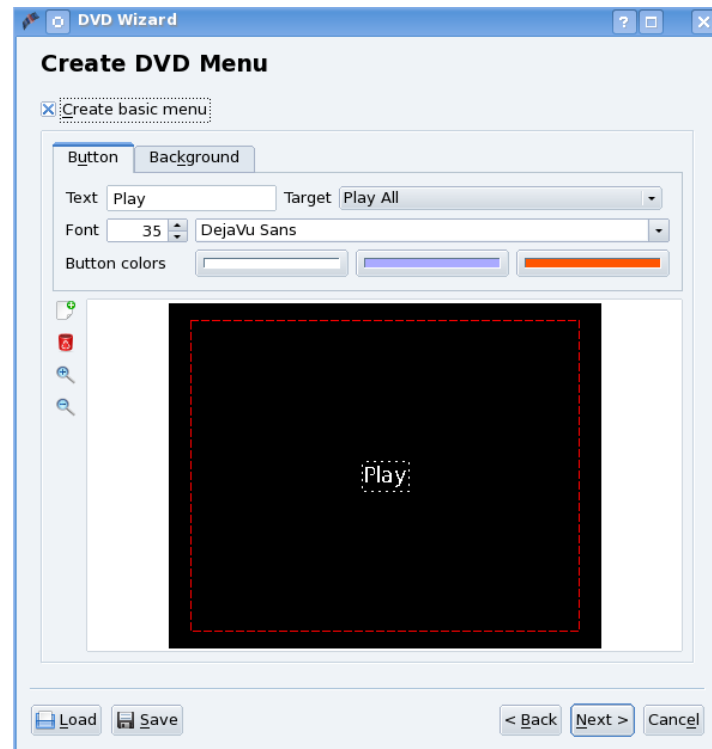 DVD Wizard
Create DVD Menu
Create basic menu
Button Background
Text Play Target Play All
Font 35 DejaVu Sans
Button colors
Play
Load Save < Back Next > Cancel